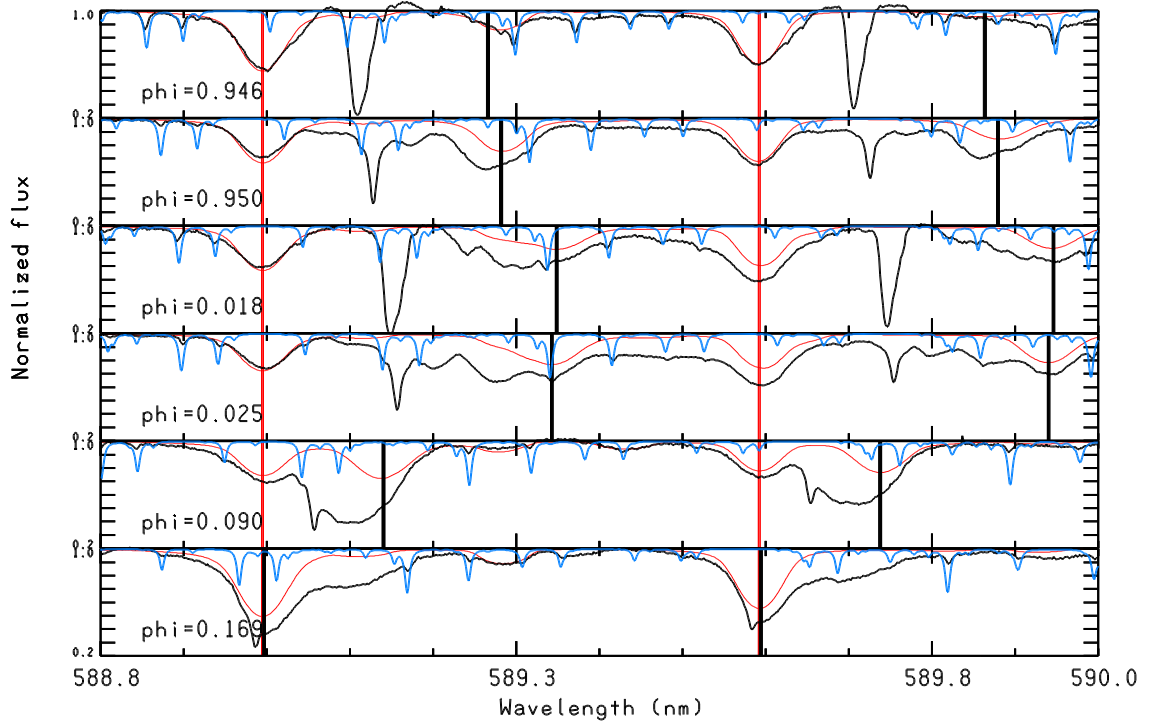 1.0
phi=0.946
phi=0.950
phi=0.018
phi=0.025
phi=0.090
phi=0.169
0.2
588.8 589.3 589.8 590.0
Wavelength (nm)
Normalized flux